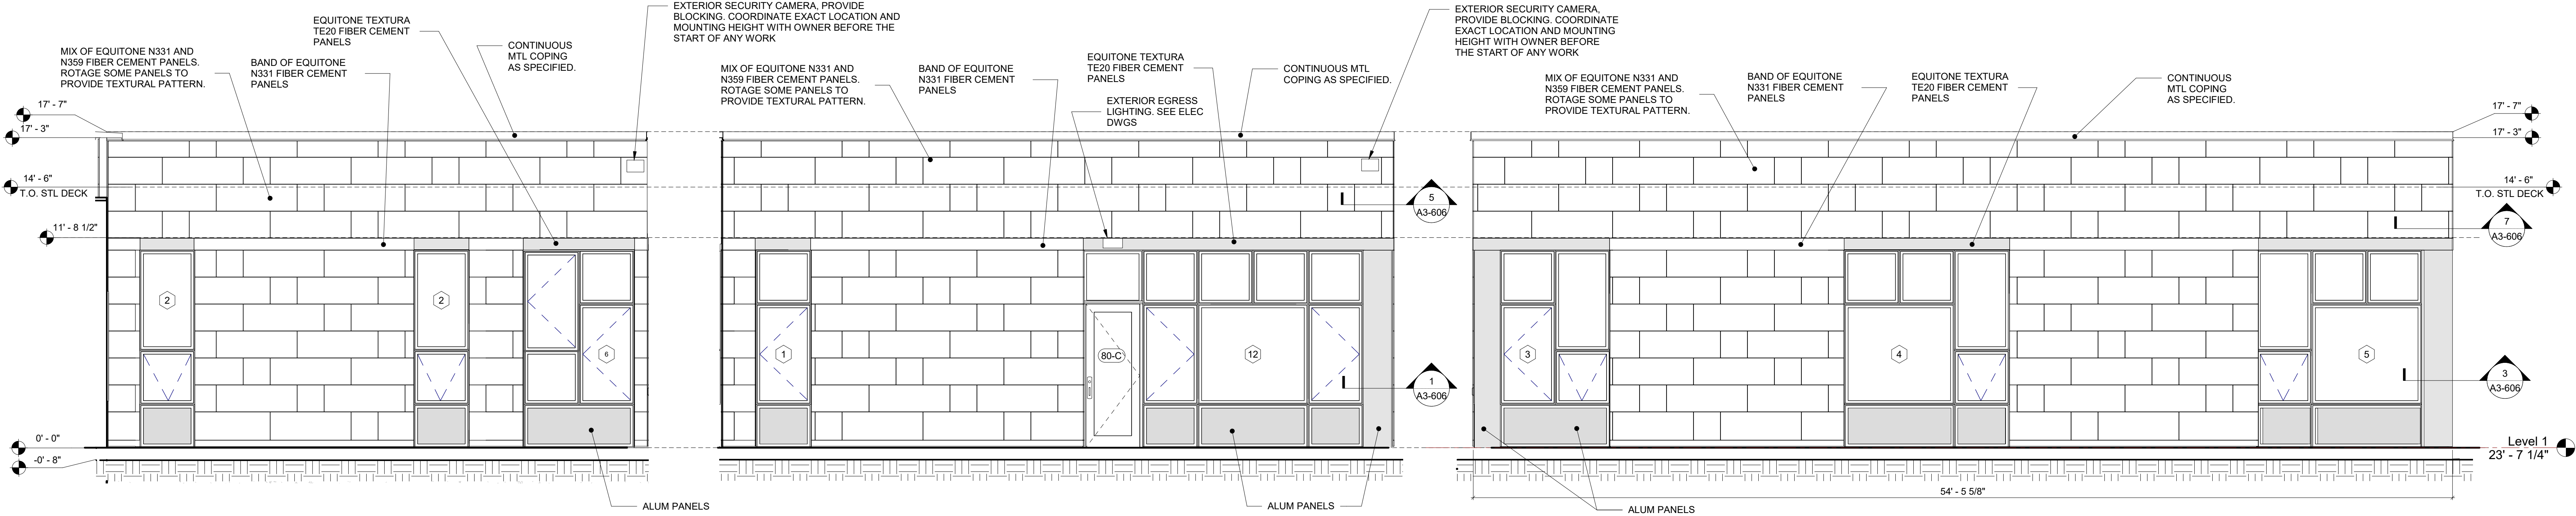 EXTERIOR SECURITY CAMERA, PROVIDE
BLOCKING. COORDINATE EXACT LOCATION AND
MOUNTING HEIGHT WITH OWNER BEFORE THE
START OF ANY WORK
EXTERIOR SECURITY CAMERA,
PROVIDE BLOCKING. COORDINATE
EXACT LOCATION AND MOUNTING
HEIGHT WITH OWNER BEFORE
THE START OF ANY WORK
EQUITONE TEXTURA
TE20 FIBER CEMENT
PANELS
MIX OF EQUITONE N331 AND
N359 FIBER CEMENT PANELS.
ROTAGE SOME PANELS TO
PROVIDE TEXTURAL PATTERN.
BAND OF EQUITONE
N331 FIBER CEMENT
PANELS
CONTINUOUS
MTL COPING
AS SPECIFIED.
MIX OF EQUITONE N331 AND
N359 FIBER CEMENT PANELS.
ROTAGE SOME PANELS TO
PROVIDE TEXTURAL PATTERN.
BAND OF EQUITONE
N331 FIBER CEMENT
PANELS
EQUITONE TEXTURA
TE20 FIBER CEMENT
PANELS
EXTERIOR EGRESS
LIGHTING. SEE ELEC
DWGS
CONTINUOUS MTL
COPING AS SPECIFIED.
MIX OF EQUITONE N331 AND
N359 FIBER CEMENT PANELS.
ROTAGE SOME PANELS TO
PROVIDE TEXTURAL PATTERN.
BAND OF EQUITONE
N331 FIBER CEMENT
PANELS
EQUITONE TEXTURA
TE20 FIBER CEMENT
PANELS
CONTINUOUS
MTL COPING
AS SPECIFIED.
17' - 7"
17' - 3"
14' - 6"
T.O. STL DECK
11' - 8 1/2"
0' - 0"
-0' - 8"
2
2
6
1
80-C
12
5
A3-606
1
A3-606
3
4
5
17' - 7"
17' - 3"
14' - 6"
T.O. STL DECK
7
A3-606
3
A3-606
Level 1
23' - 7 1/4"
54' - 5 5/8"
ALUM PANELS
ALUM PANELS
ALUM PANELS